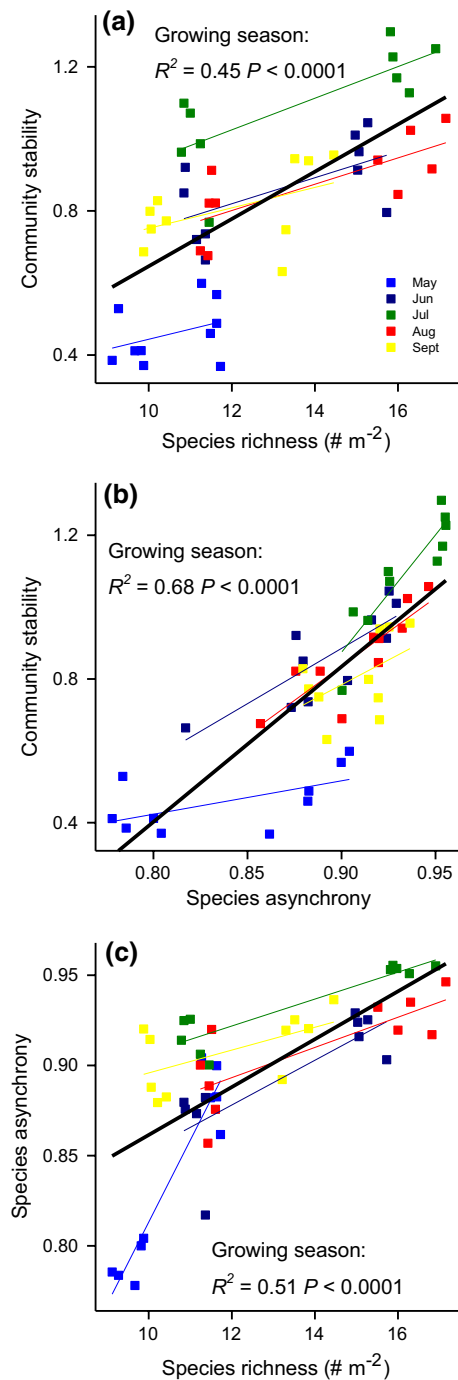 (a)
Growing season:
R² = 0.45 P < 0.0001
Community stability
1.2
0.8
0.4
May
Jun
Jul
Aug
Sept
10 12 14 16
Species richness (# m⁻²)
(b)
Growing season:
R² = 0.68 P < 0.0001
Community stability
1.2
0.8
0.4
0.80 0.85 0.90 0.95
Species asynchrony
(c)
Species asynchrony
0.95
0.90
0.85
0.80
Growing season:
R² = 0.51 P < 0.0001
10 12 14 16
Species richness (# m⁻²)